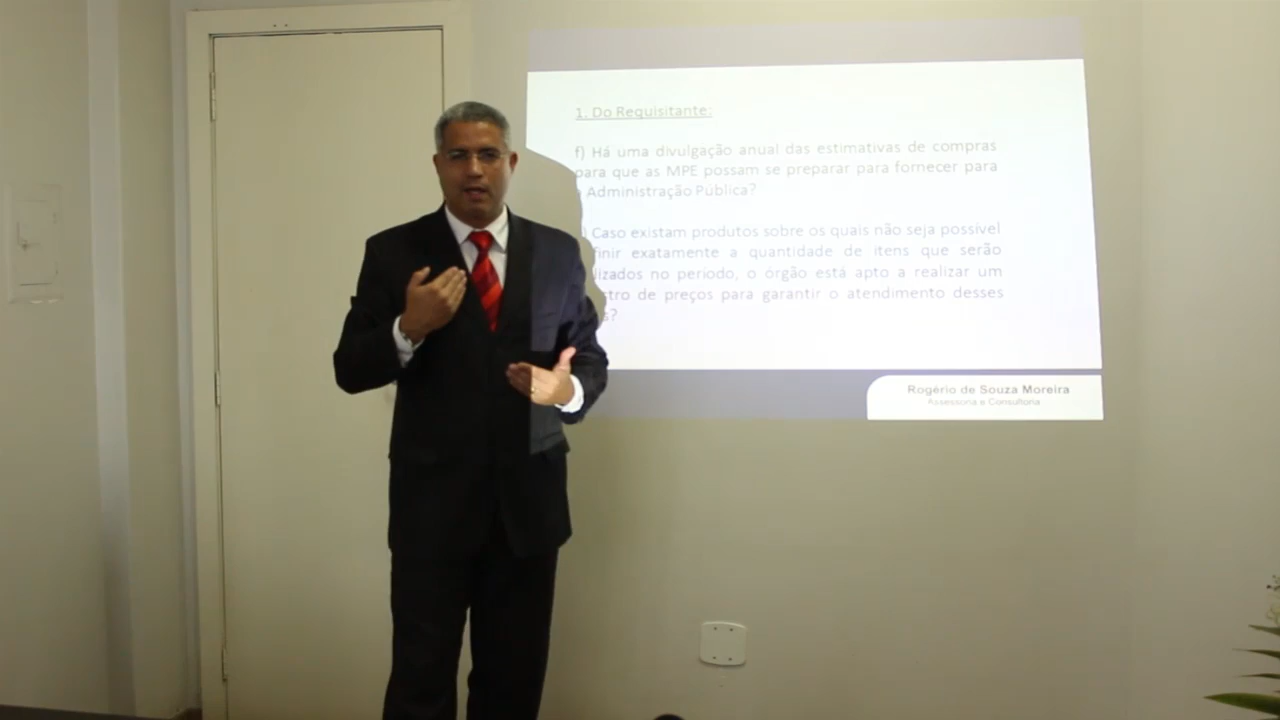 1. Do Requisitante:
f) Há uma divulgação anual das estimativas de compras
para que as MPE possam se preparar para fornecer para
Administração Pública?
) Caso existam produtos sobre os quais não seja possível
finir exatamente a quantidade de itens que serão
lizados no período, o órgão está apto a realizar um
stro de preços para garantir o atendimento desses
s?
Rogério de Souza Moreira
Assessoria e Consultoria